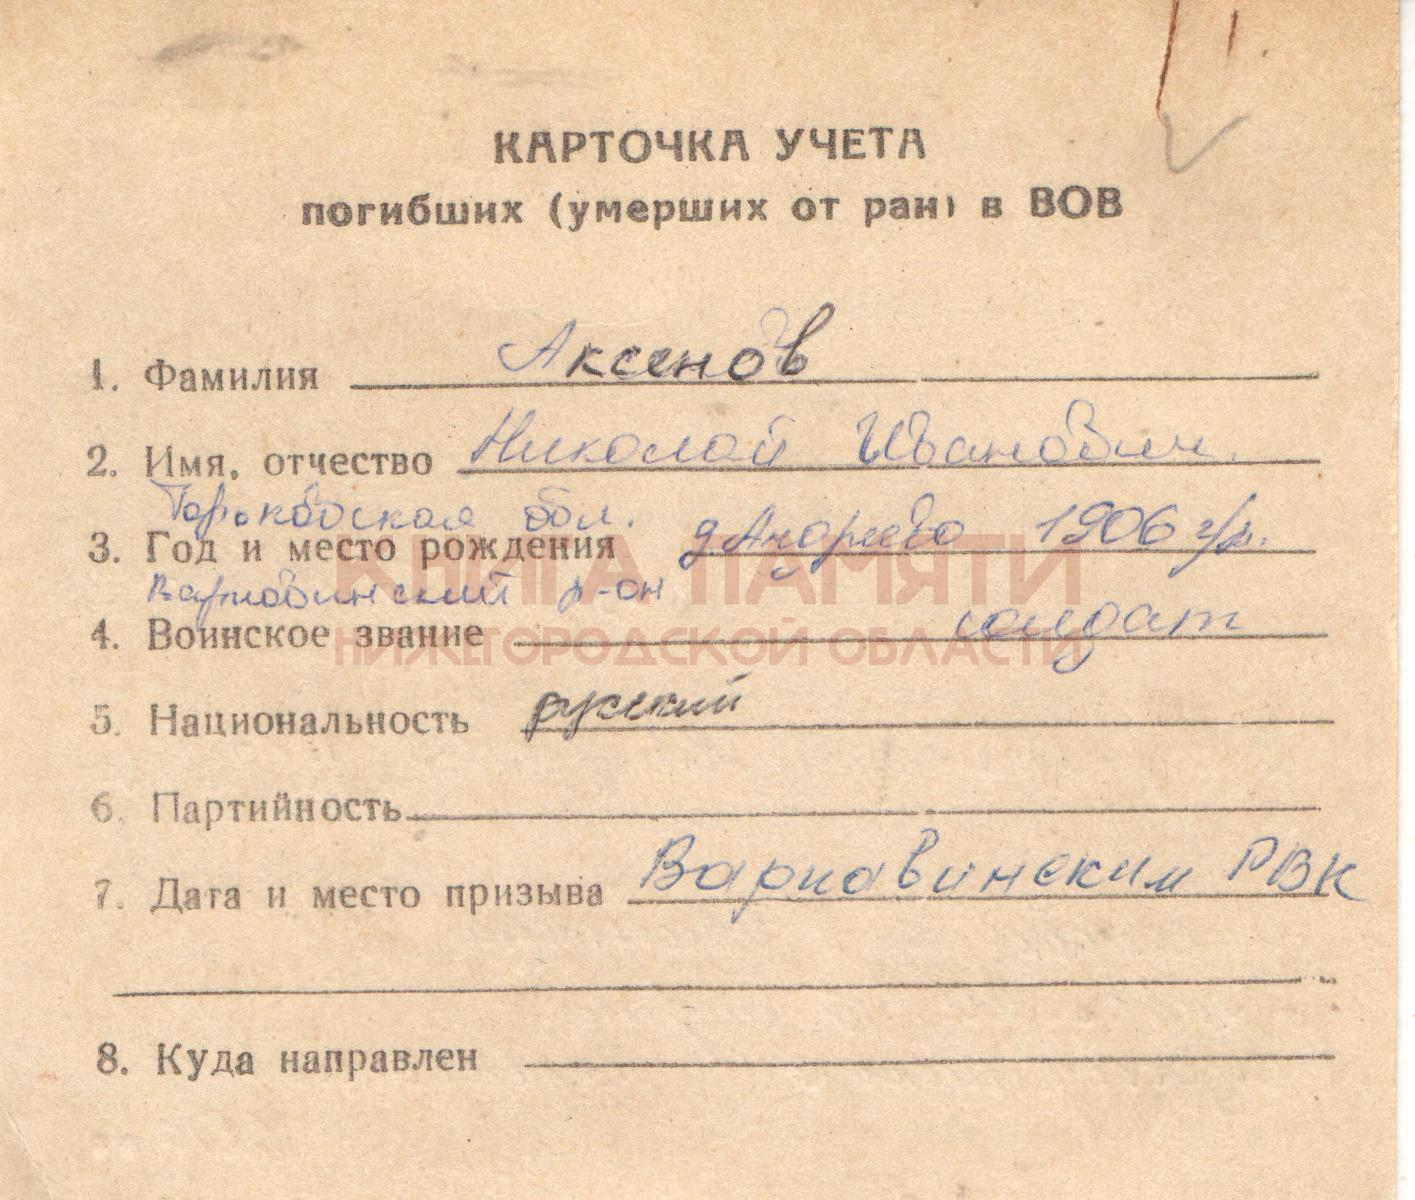 КАРТОЧКА УЧЕТА
погибших (умерших от ран) в ВОВ
1. Фамилия Аксенов
2. Имя, отчество Николай Иванович.
Горьковская обл.
3. Год и место рождения д. Андреево 1906 г/р.
КНИГА ПАМЯТИ
Варнавинский р-он
4. Воинское звание солдат
НИЖЕГОРОДСКОЙ ОБЛАСТИ
5. Национальность русский
6. Партийность
7. Дата и место призыва Варнавинским РВК
8. Куда направлен